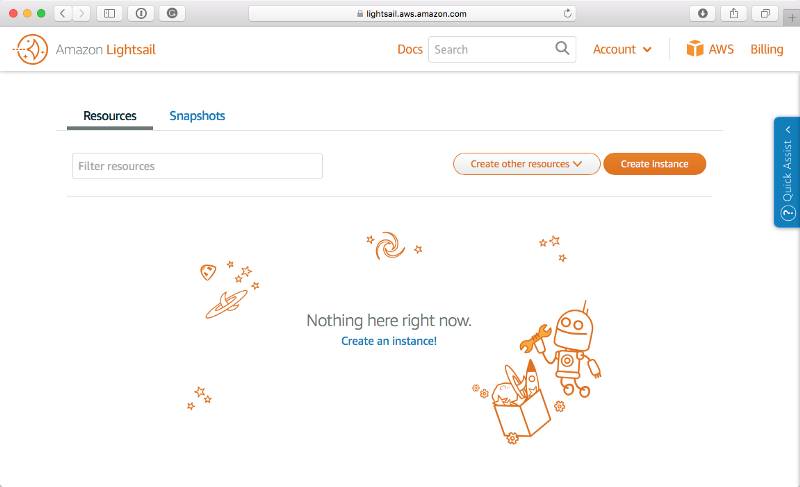 lightsail.aws.amazon.com
Amazon Lightsail
Docs
Search
Account
AWS
Billing
Resources
Snapshots
Filter resources
Create other resources
Create instance
Quick Assist
?
Nothing here right now.
Create an instance!